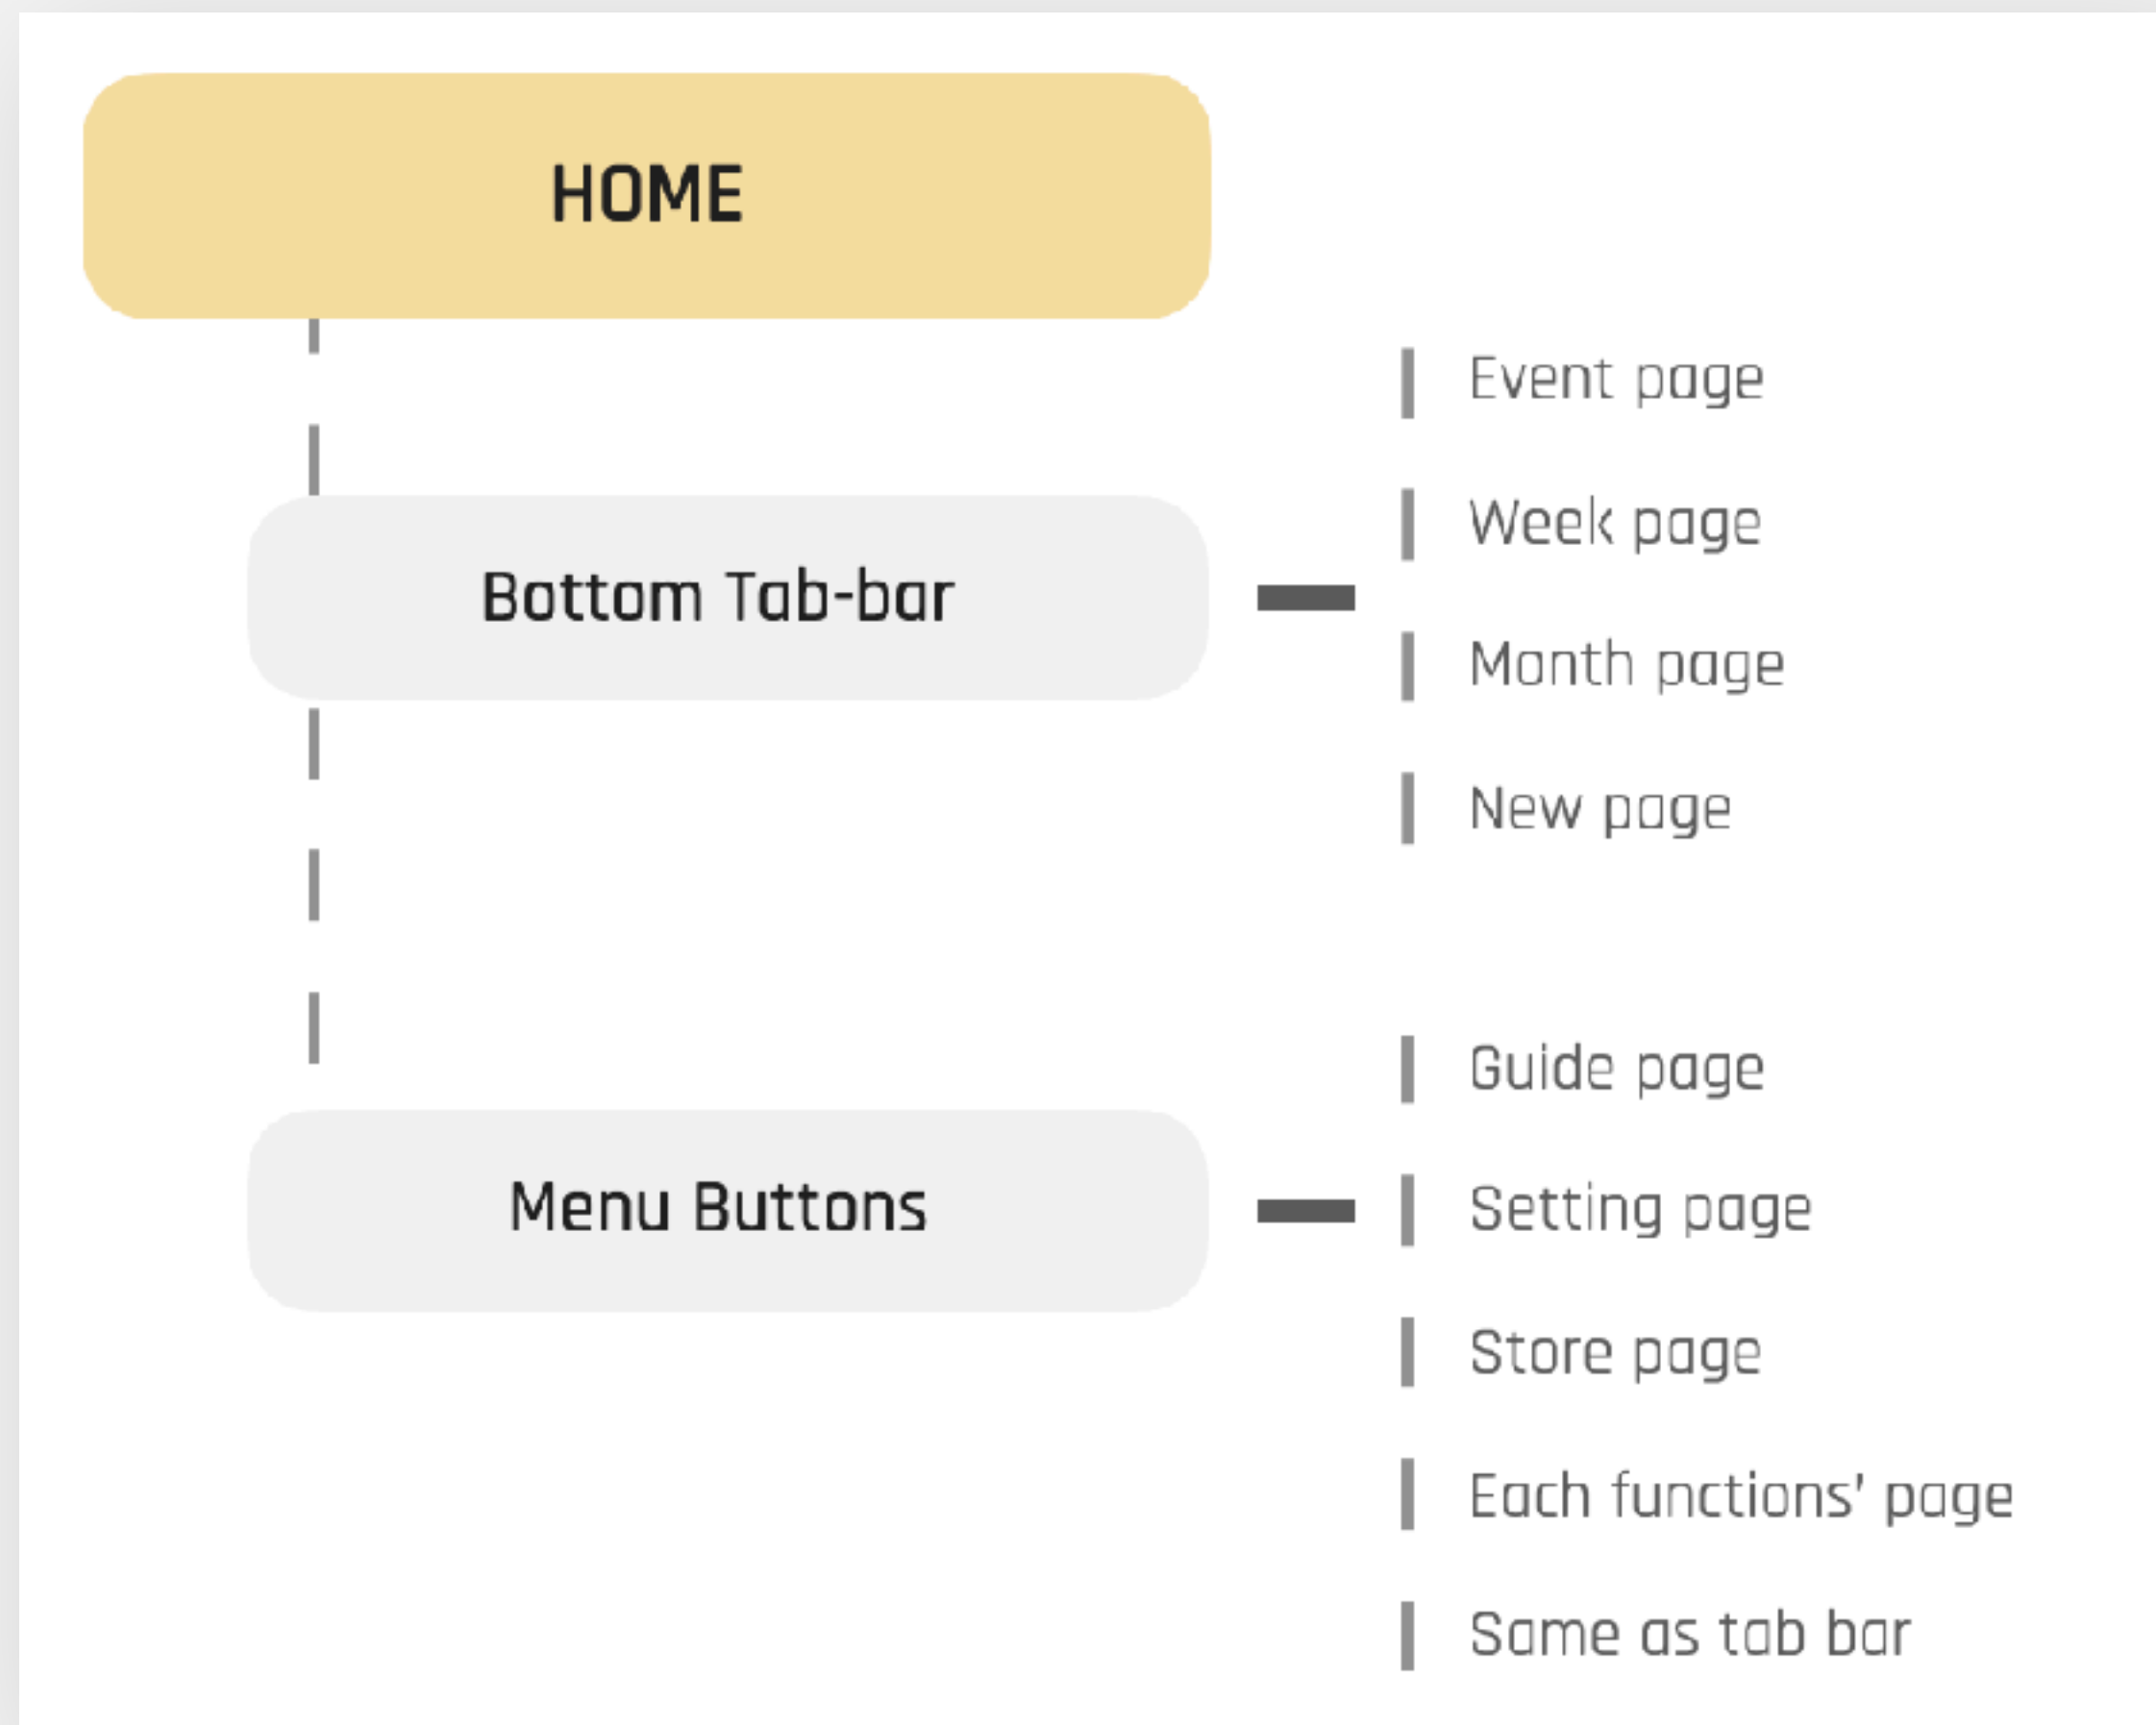 HOME
Bottom Tab-bar
Event page
Week page
Month page
New page
Menu Buttons
Guide page
Setting page
Store page
Each functions’ page
Same as tab bar